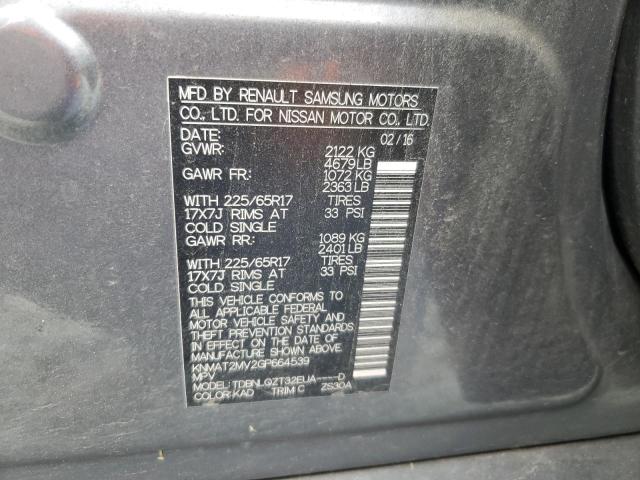 MFD BY RENAULT SAMSUNG MOTORS
CO., LTD. FOR NISSAN MOTOR CO., LTD
DATE: 02/16
GVWR: 2122 KG
4679 LB
GAWR FR: 1072 KG
2363 LB
WITH 225/65R17 TIRES
17X7J RIMS AT 33 PSI
COLD SINGLE
GAWR RR: 1089 KG
2401 LB
WITH 225/65R17 TIRES
17X7J RIMS AT 33 PSI
COLD SINGLE
THIS VEHICLE CONFORMS TO
ALL APPLICABLE FEDERAL
MOTOR VEHICLE SAFETY AND
THEFT PREVENTION STANDARDS
IN EFFECT ON THE DATE OF
MANUFACTURE SHOWN ABOVE
KNMAT2MV2GP664539
MPV
MODEL: TDBNLQZT32EUA----D
COLOR: KAD TRIM: C ZS30A